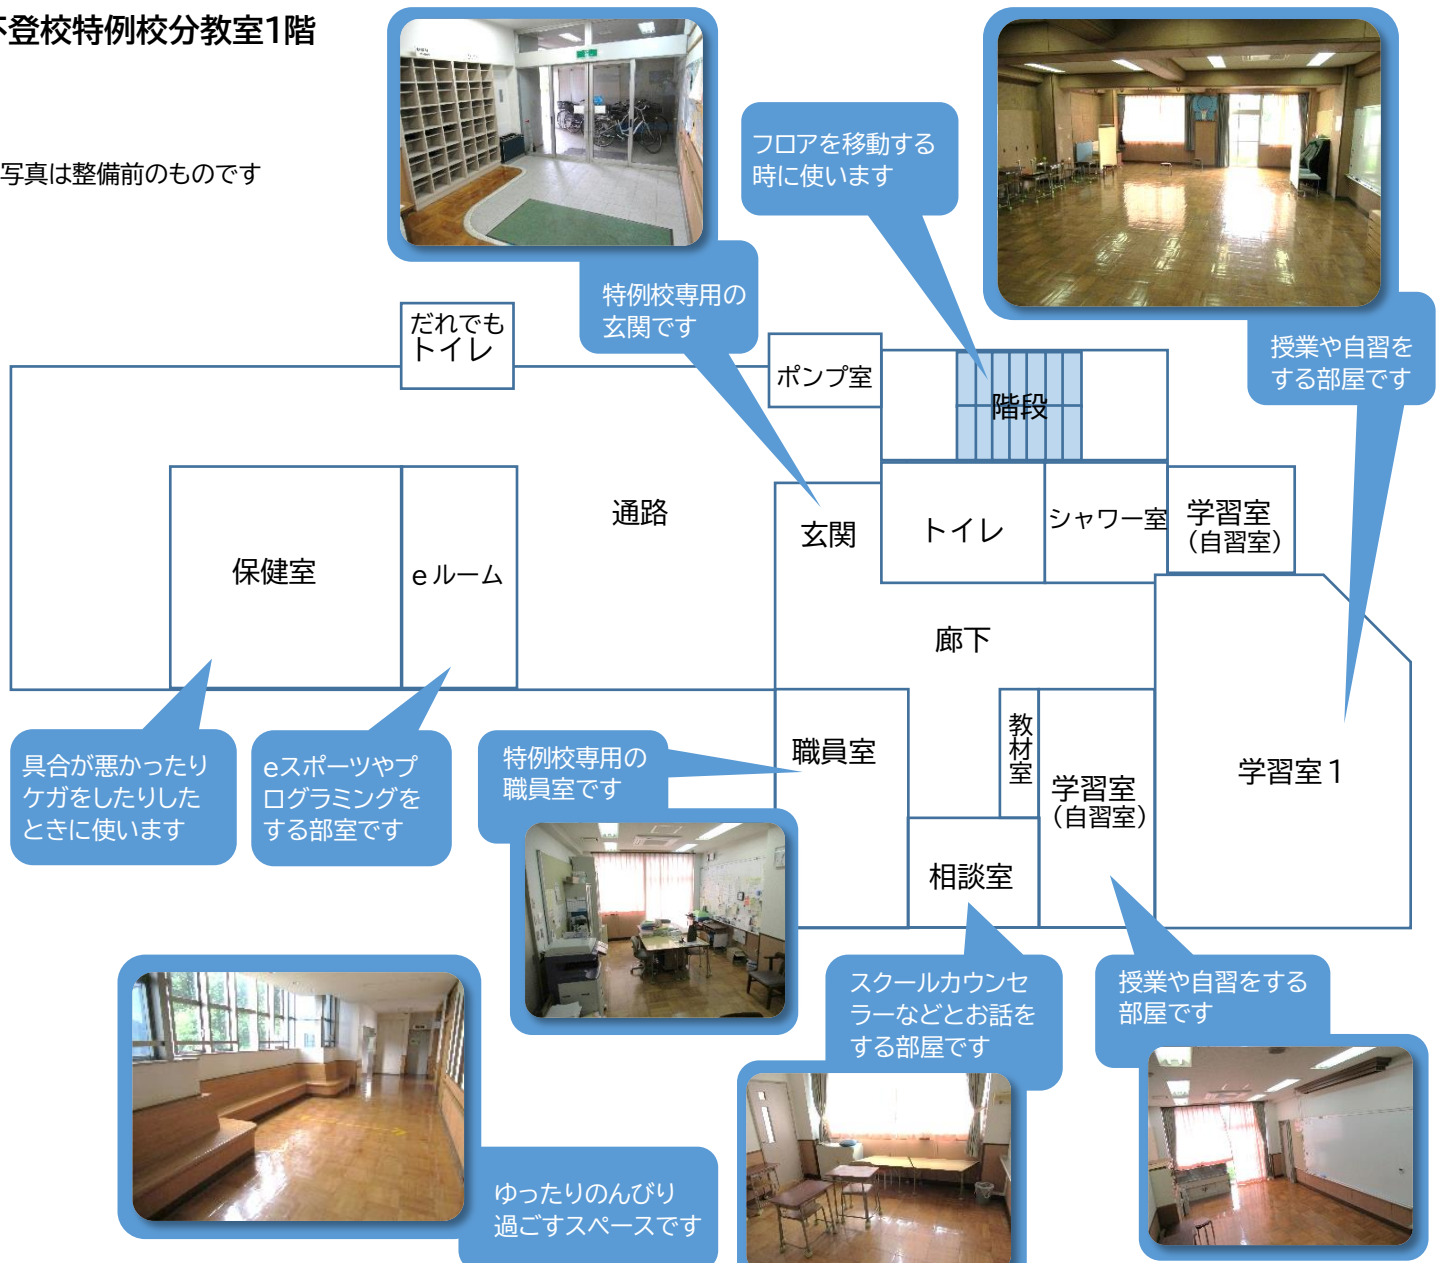 不登校特例校分教室1階
写真は整備前のものです
フロアを移動する
時に使います
特例校専用の
玄関です
授業や自習を
する部屋です
だれでも
トイレ
ポンプ室
階段
通路
玄関
トイレ
シャワー室
学習室
（自習室）
保健室
eルーム
廊下
職員室
教材室
学習室
（自習室）
学習室1
相談室
具合が悪かったり
ケガをしたりした
ときに使います
eスポーツやプ
ログラミングを
する部室です
特例校専用の
職員室です
スクールカウンセ
ラーなどとお話を
する部屋です
授業や自習をする
部屋です
ゆったりのんびり
過ごすスペースです